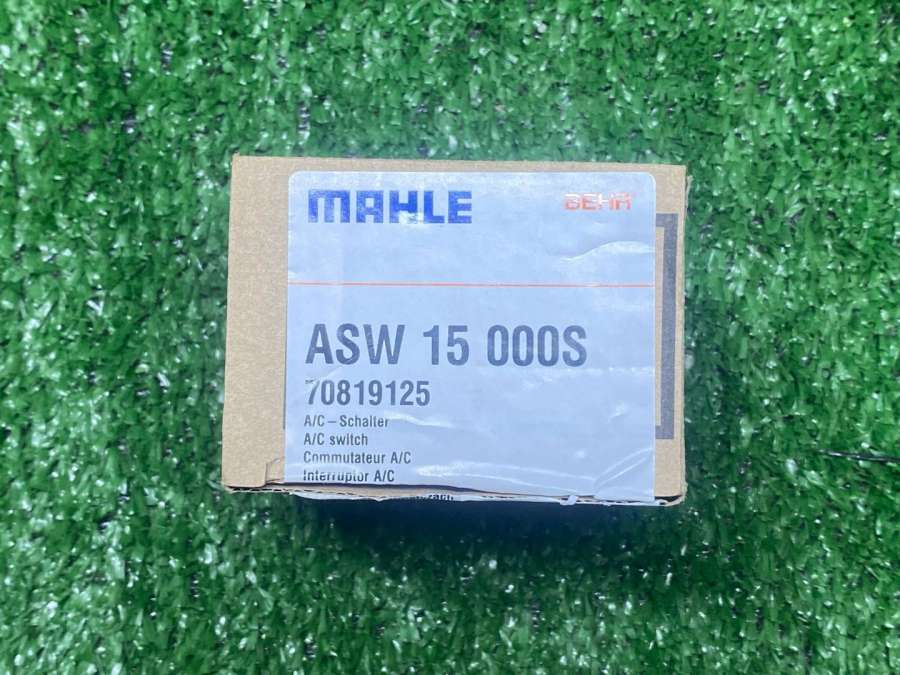 MAHLE BEHR
ASW 15 000S
70819125
A/C – Schalter
A/C switch
Commutateur A/C
Interruptor A/C